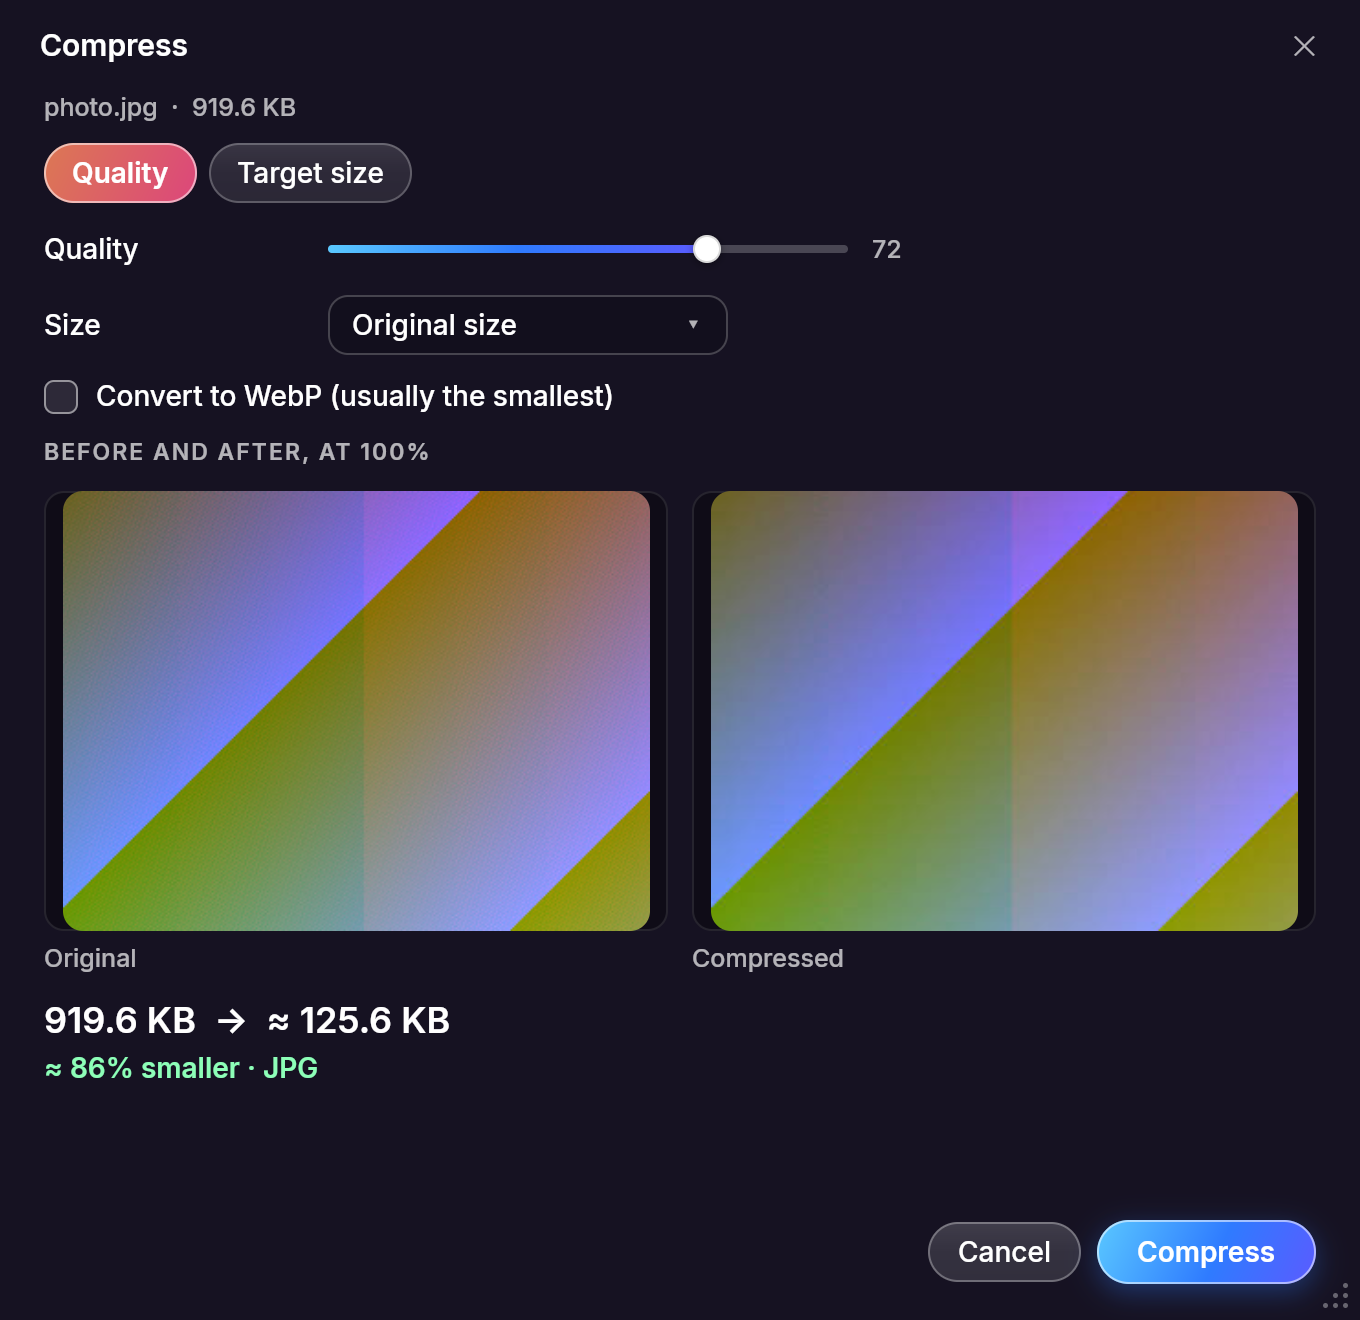 Compress
photo.jpg · 919.6 KB
Quality
Target size
Quality 72
Size Original size
Convert to WebP (usually the smallest)
BEFORE AND AFTER, AT 100%
Original
Compressed
919.6 KB → ≈ 125.6 KB
≈ 86% smaller · JPG
Cancel
Compress